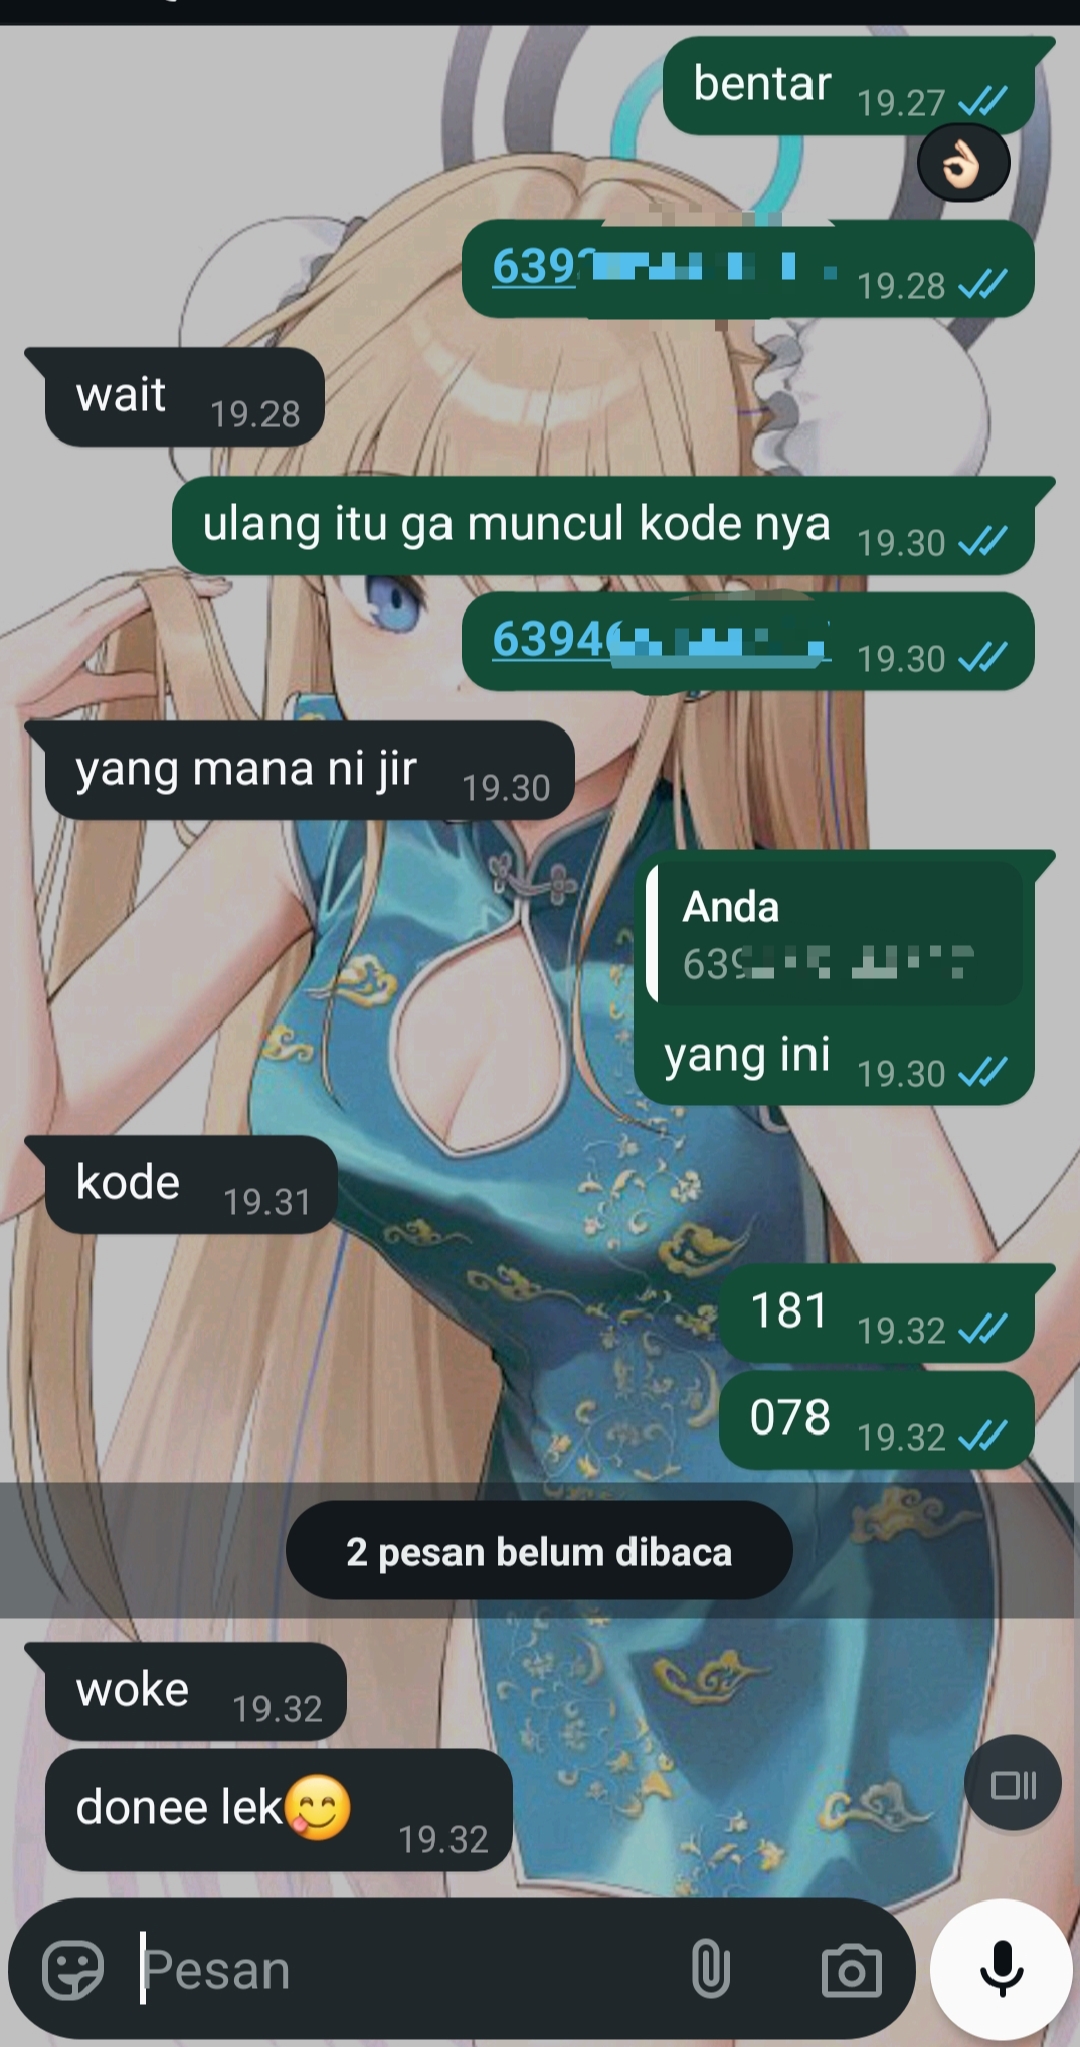 bentar 19.27
👌🏻
639 19.28
wait 19.28
ulang itu ga muncul kode nya 19.30
6394 19.30
yang mana ni jir 19.30
Anda
639
yang ini 19.30
kode 19.31
181 19.32
078 19.32
2 pesan belum dibaca
woke 19.32
donee lek😋 19.32
Pesan